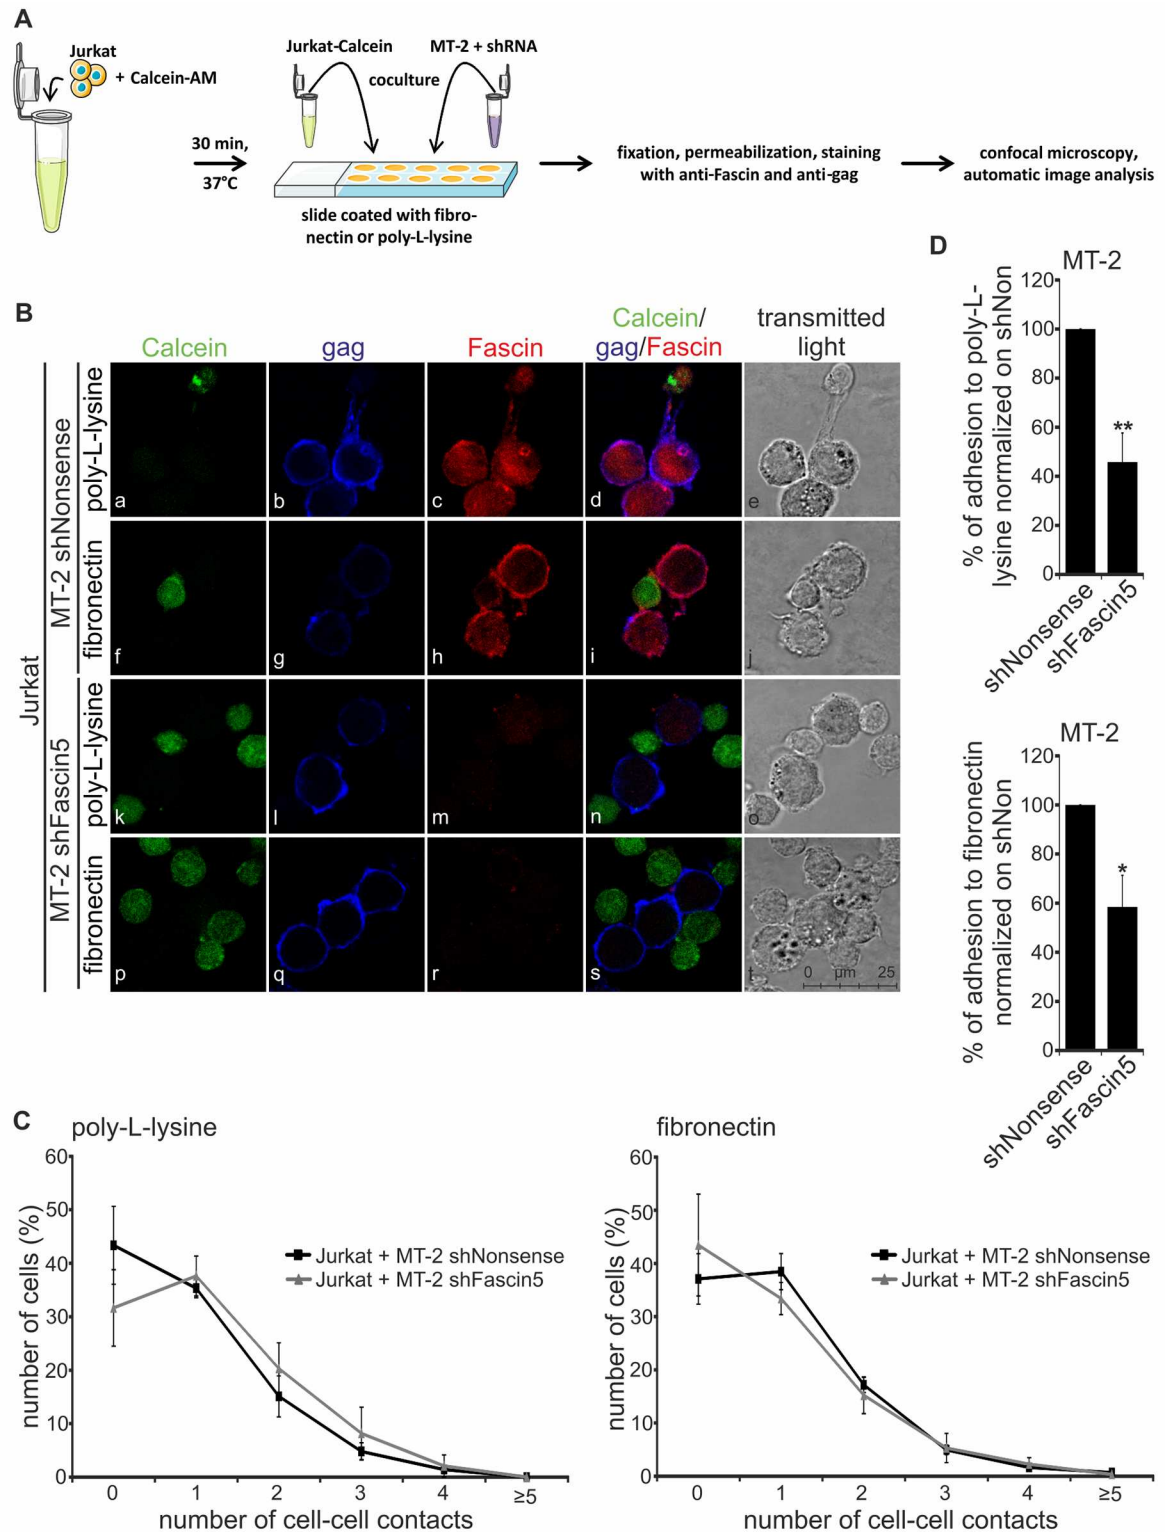 A
Jurkat
+ Calcein-AM
30 min,
37°C
Jurkat-Calcein
MT-2 + shRNA
coculture
slide coated with fibro-
nectin or poly-L-lysine
fixation, permeabilization, staining
with anti-Fascin and anti-gag
confocal microscopy,
automatic image analysis
B
Calcein
gag
Fascin
Calcein/
gag/Fascin
transmitted
light
Jurkat
MT-2 shNonsense
poly-L-lysine
a
b
c
d
e
fibronectin
f
g
h
i
j
MT-2 shFascin5
poly-L-lysine
k
l
m
n
o
fibronectin
p
q
r
s
t
0 µm 25
D
MT-2
% of adhesion to poly-L-
lysine normalized on shNon
120
100
80
60
40
20
0
**
shNonsense
shFascin5
MT-2
% of adhesion to fibronectin
normalized on shNon
120
100
80
60
40
20
0
*
shNonsense
shFascin5
C
poly-L-lysine
number of cells (%)
60
50
40
30
20
10
0
Jurkat + MT-2 shNonsense
Jurkat + MT-2 shFascin5
0 1 2 3 4 ≥5
number of cell-cell contacts
fibronectin
number of cells (%)
60
50
40
30
20
10
0
Jurkat + MT-2 shNonsense
Jurkat + MT-2 shFascin5
0 1 2 3 4 ≥5
number of cell-cell contacts